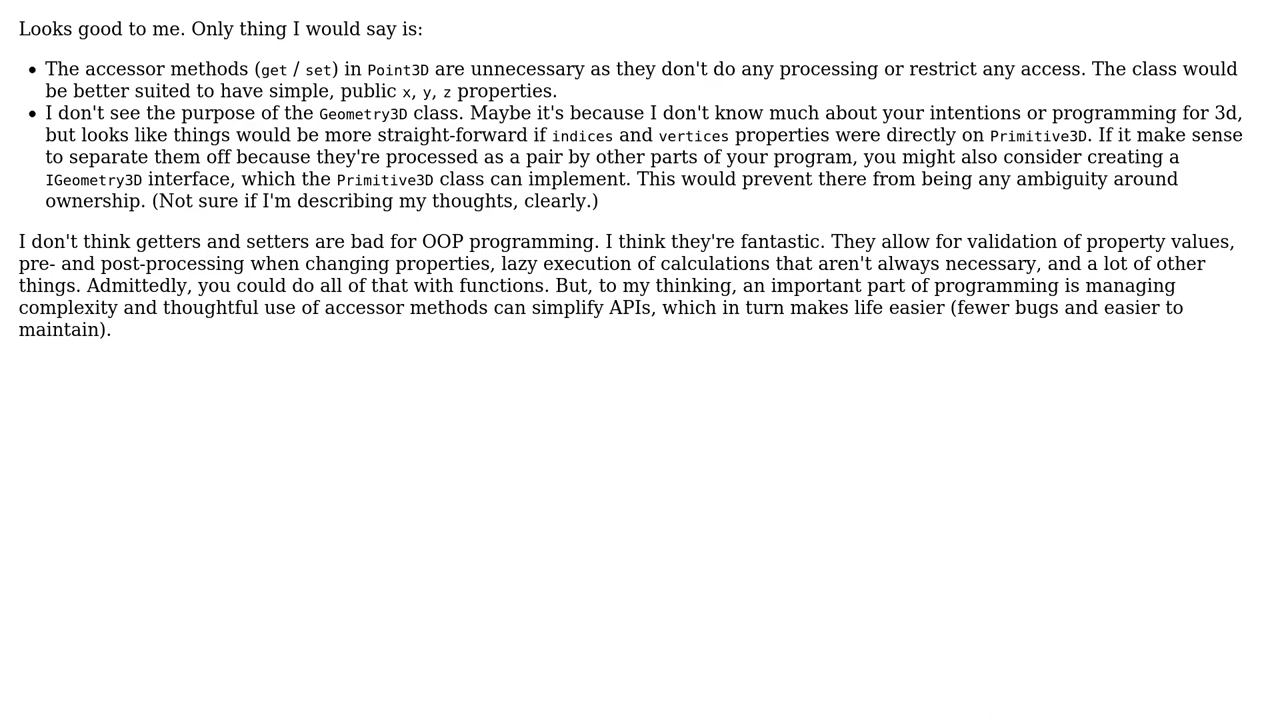 Looks good to me. Only thing I would say is:
• The accessor methods (get / set) in Point3D are unnecessary as they don't do any processing or restrict any access. The class would
be better suited to have simple, public x, y, z properties.
• I don't see the purpose of the Geometry3D class. Maybe it's because I don't know much about your intentions or programming for 3d,
but looks like things would be more straight-forward if indices and vertices properties were directly on Primitive3D. If it make sense
to separate them off because they're processed as a pair by other parts of your program, you might also consider creating a
IGeometry3D interface, which the Primitive3D class can implement. This would prevent there from being any ambiguity around
ownership. (Not sure if I'm describing my thoughts, clearly.)
I don't think getters and setters are bad for OOP programming. I think they're fantastic. They allow for validation of property values,
pre- and post-processing when changing properties, lazy execution of calculations that aren't always necessary, and a lot of other
things. Admittedly, you could do all of that with functions. But, to my thinking, an important part of programming is managing
complexity and thoughtful use of accessor methods can simplify APIs, which in turn makes life easier (fewer bugs and easier to
maintain).